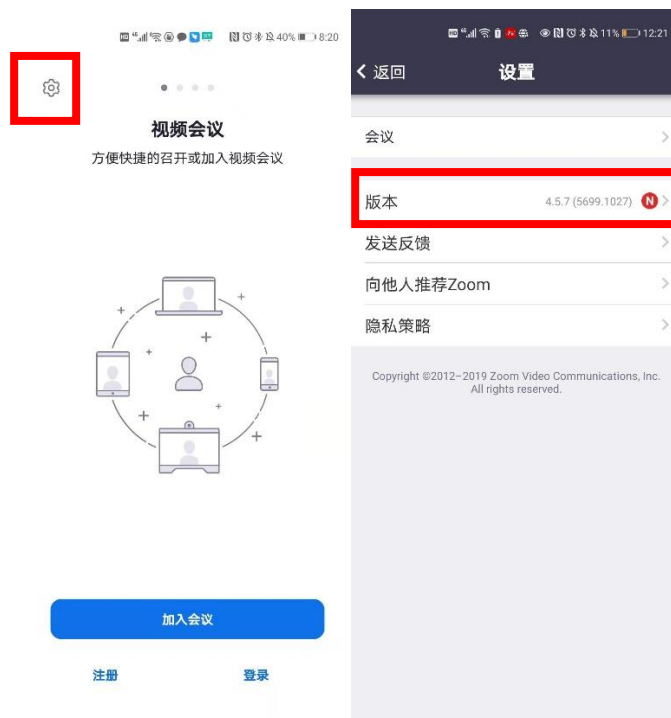 40% 8:20
视频会议
方便快捷的召开或加入视频会议
加入会议
注册 登录
11% 12:21
返回 设置
会议
版本 4.5.7 (5699.1027) N
发送反馈
向他人推荐Zoom
隐私策略
Copyright ©2012–2019 Zoom Video Communications, Inc.
All rights reserved.